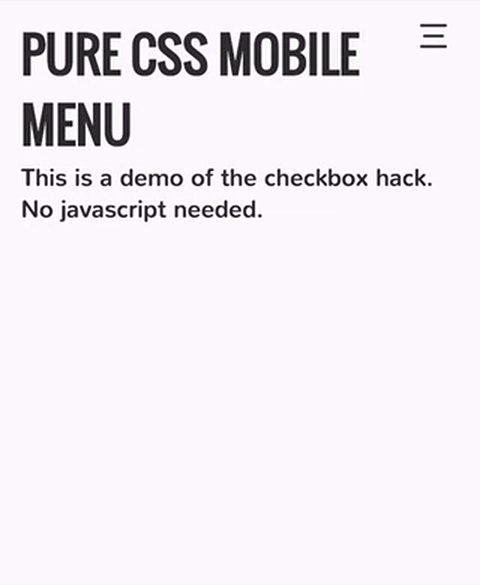 PURE CSS MOBILE
MENU
This is a demo of the checkbox hack.
No javascript needed.